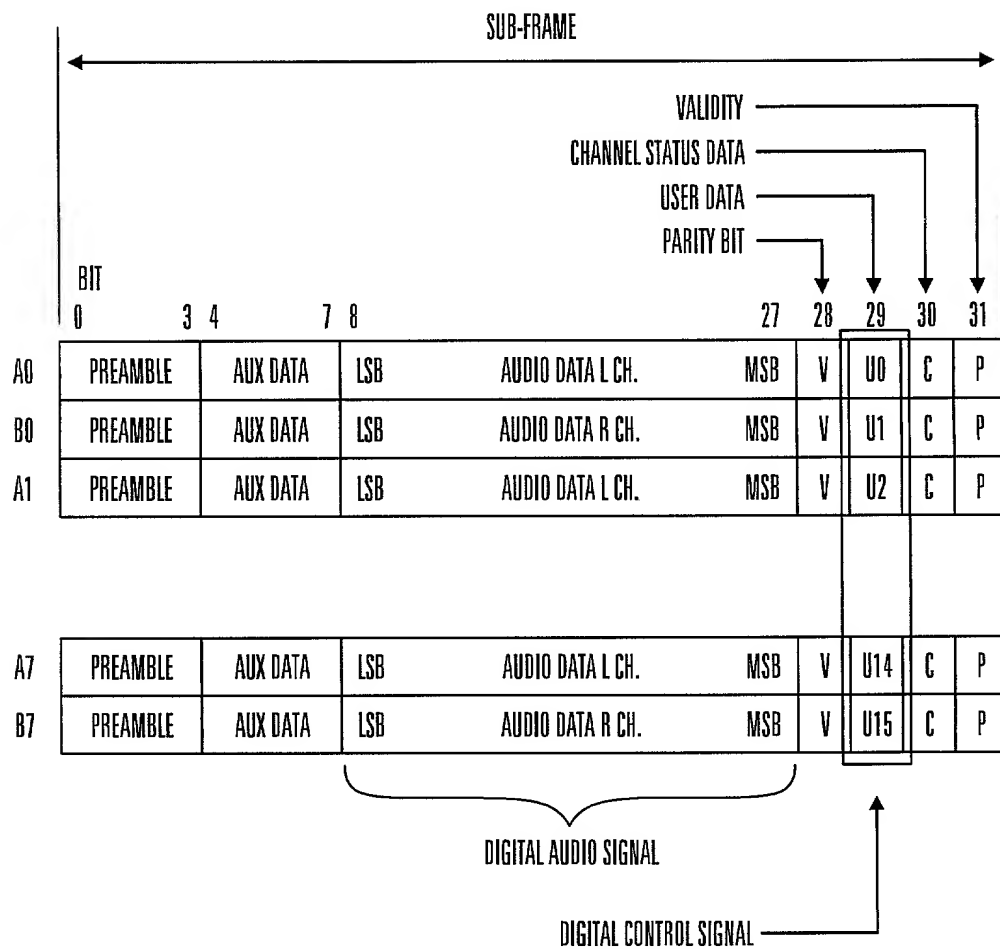 SUB-FRAME
VALIDITY
CHANNEL STATUS DATA
USER DATA
PARITY BIT
BIT
0 3 4 7 8 27 28 29 30 31
A0 PREAMBLE AUX DATA LSB AUDIO DATA L CH. MSB V U0 C P
B0 PREAMBLE AUX DATA LSB AUDIO DATA R CH. MSB V U1 C P
A1 PREAMBLE AUX DATA LSB AUDIO DATA L CH. MSB V U2 C P
A7 PREAMBLE AUX DATA LSB AUDIO DATA L CH. MSB V U14 C P
B7 PREAMBLE AUX DATA LSB AUDIO DATA R CH. MSB V U15 C P
DIGITAL AUDIO SIGNAL
DIGITAL CONTROL SIGNAL